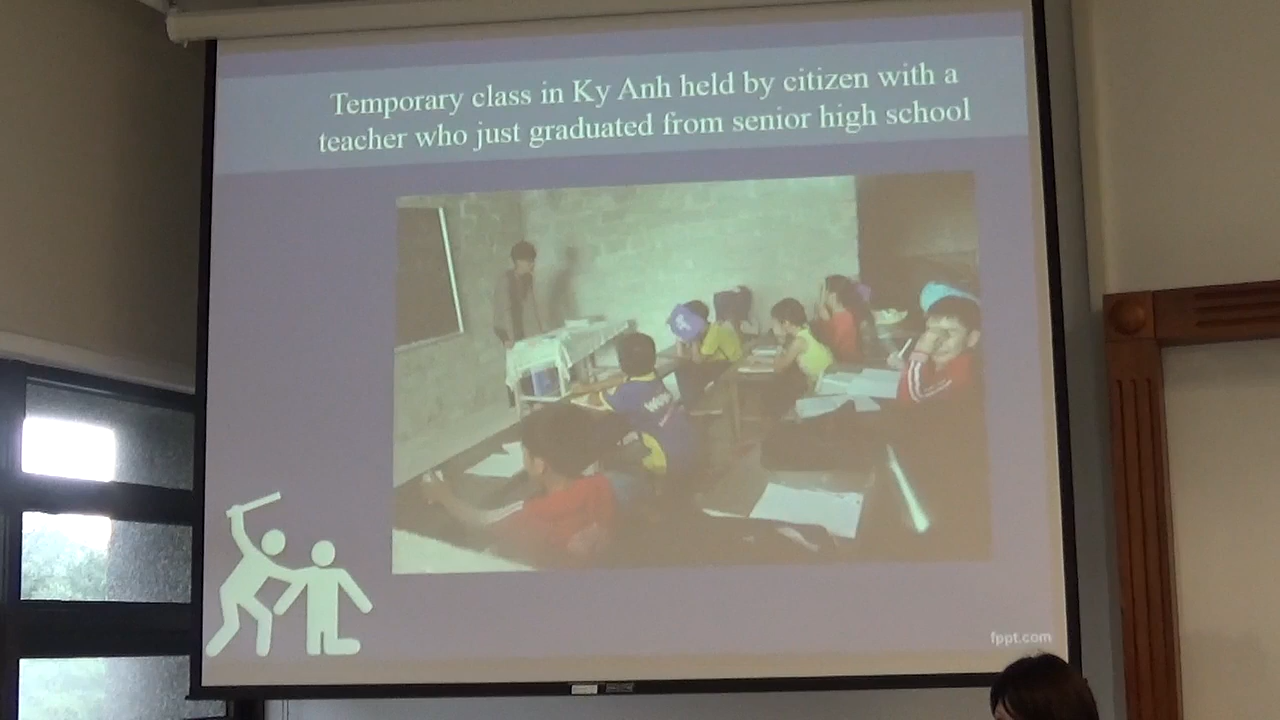 Temporary class in Ky Anh held by citizen with a
teacher who just graduated from senior high school
fppt.com